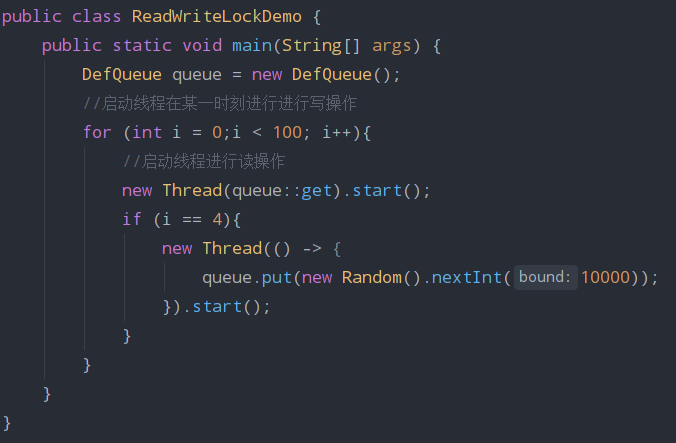 public class ReadWriteLockDemo {
    public static void main(String[] args) {
        DefQueue queue = new DefQueue();
        //启动线程在某一时刻进行进行写操作
        for (int i = 0;i < 100; i++){
            //启动线程进行读操作
            new Thread(queue::get).start();
            if (i == 4){
                new Thread(() -> {
                    queue.put(new Random().nextInt( bound: 10000));
                }).start();
            }
        }
    }
}